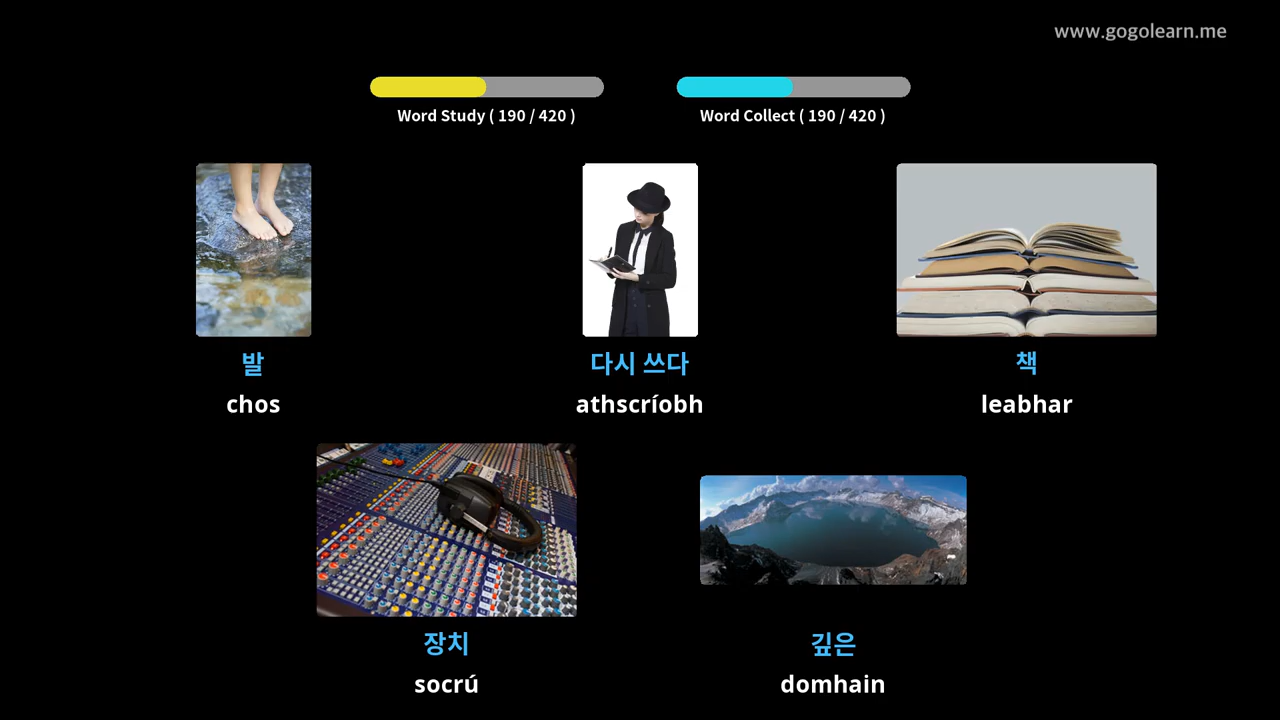 www.gogolearn.me
Word Study ( 190 / 420 )
Word Collect ( 190 / 420 )
발
chos
다시 쓰다
athscríobh
책
leabhar
장치
socrú
깊은
domhain